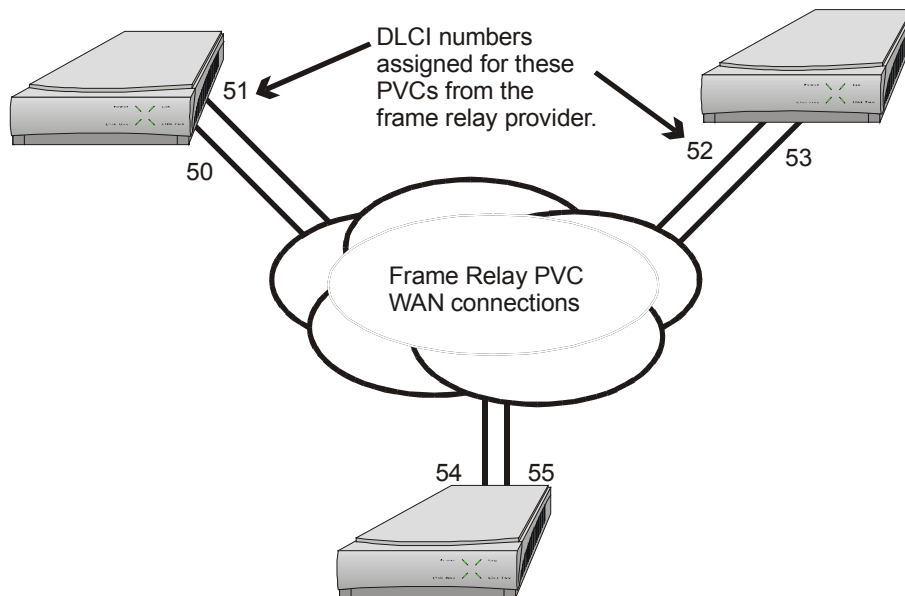 DLCI numbers
assigned for these
PVCs from the
frame relay provider.
51
50
52
53
Frame Relay PVC
WAN connections
54
55